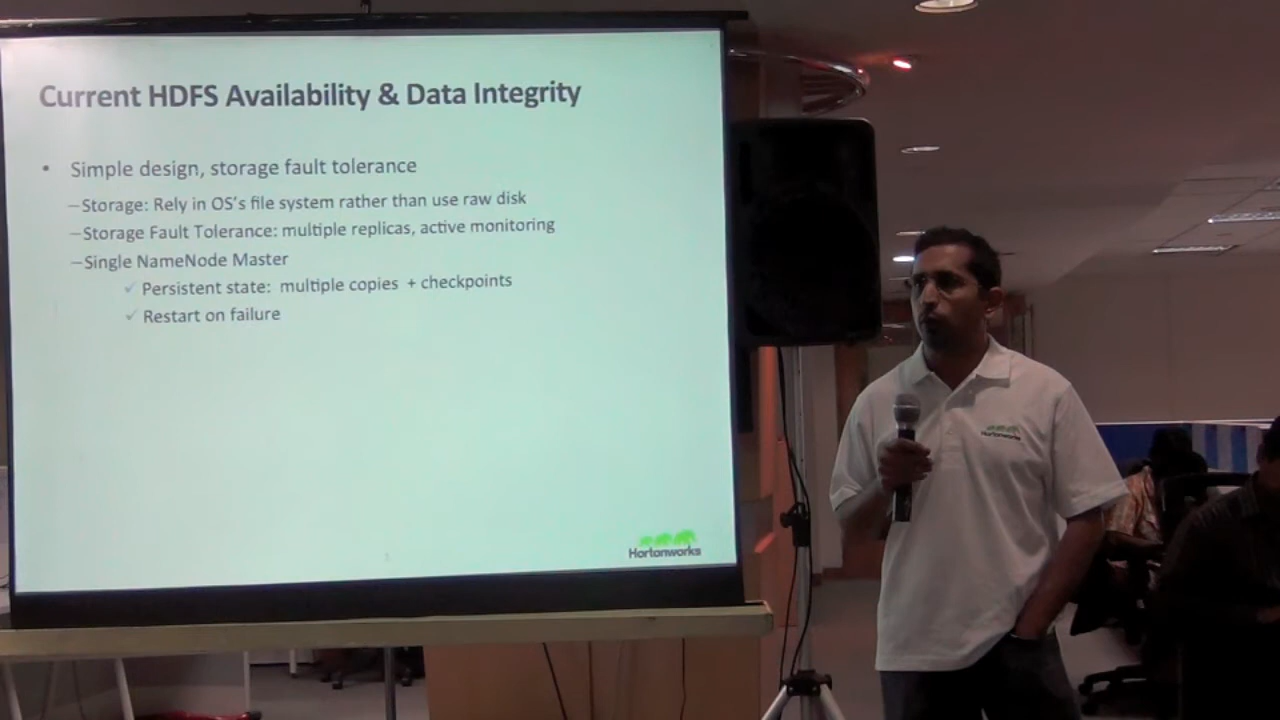 Current HDFS Availability & Data Integrity
• Simple design, storage fault tolerance
–Storage: Rely in OS's file system rather than use raw disk
–Storage Fault Tolerance: multiple replicas, active monitoring
–Single NameNode Master
✓ Persistent state: multiple copies + checkpoints
✓ Restart on failure
Hortonworks
Hortonworks